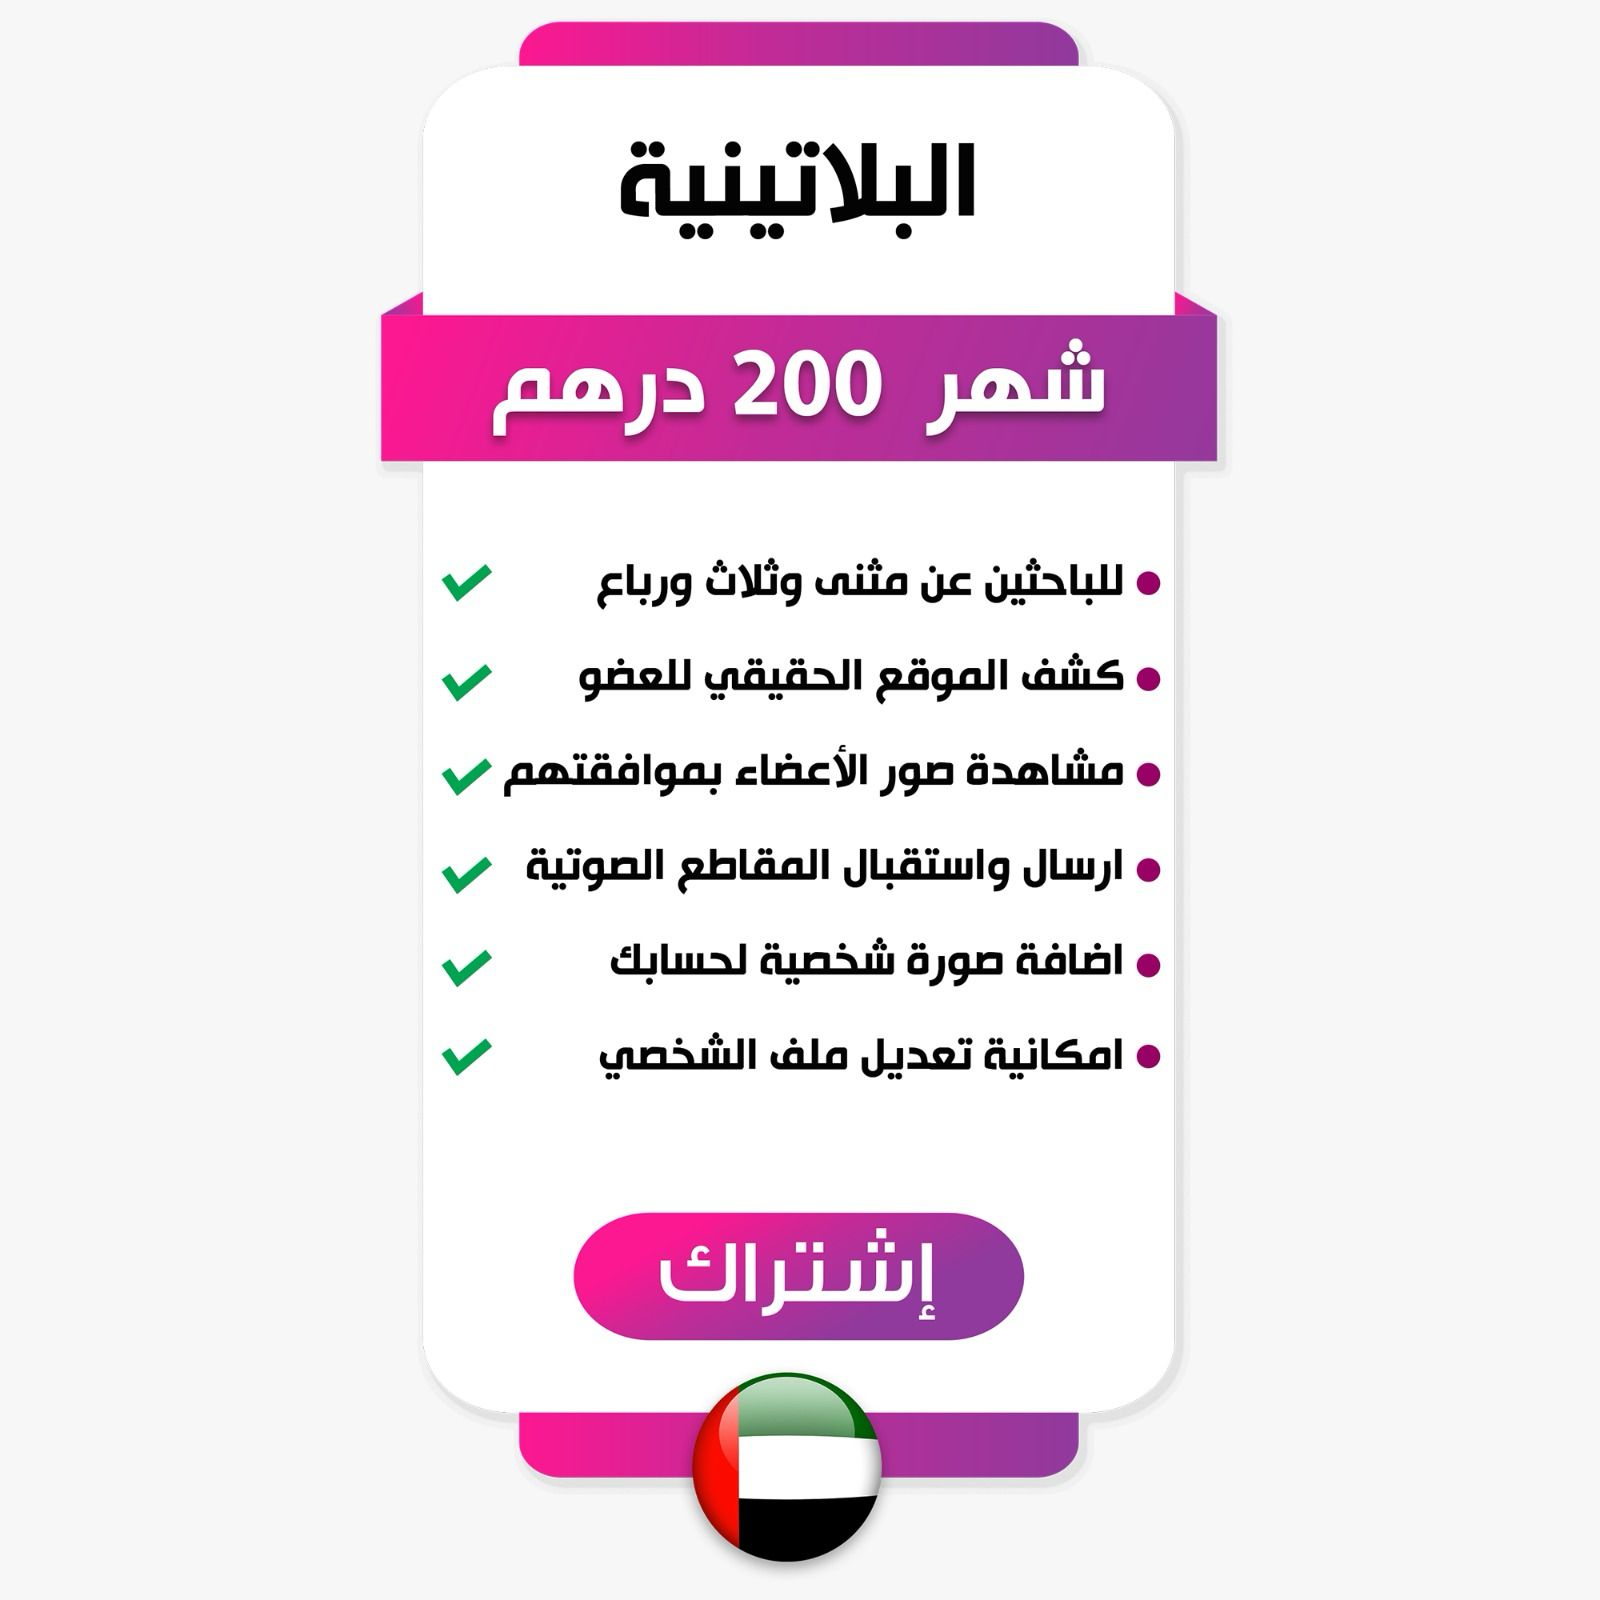 البلاتينية
شهر 200 درهم
للباحثين عن مثنى وثلاث ورباع
كشف الموقع الحقيقي للعضو
مشاهدة صور الأعضاء بموافقتهم
ارسال واستقبال المقاطع الصوتية
اضافة صورة شخصية لحسابك
امكانية تعديل ملف الشخصي
إشتراك